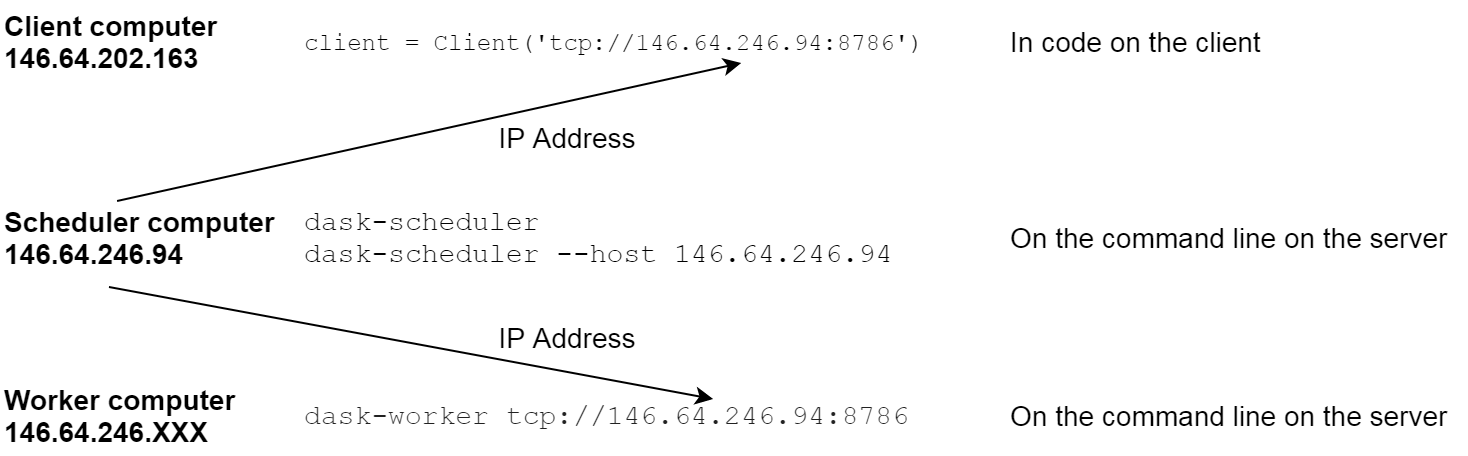 Client computer
146.64.202.163
client = Client('tcp://146.64.246.94:8786')
In code on the client
IP Address
Scheduler computer
146.64.246.94
dask-scheduler
dask-scheduler --host 146.64.246.94
On the command line on the server
IP Address
Worker computer
146.64.246.XXX
dask-worker tcp://146.64.246.94:8786
On the command line on the server